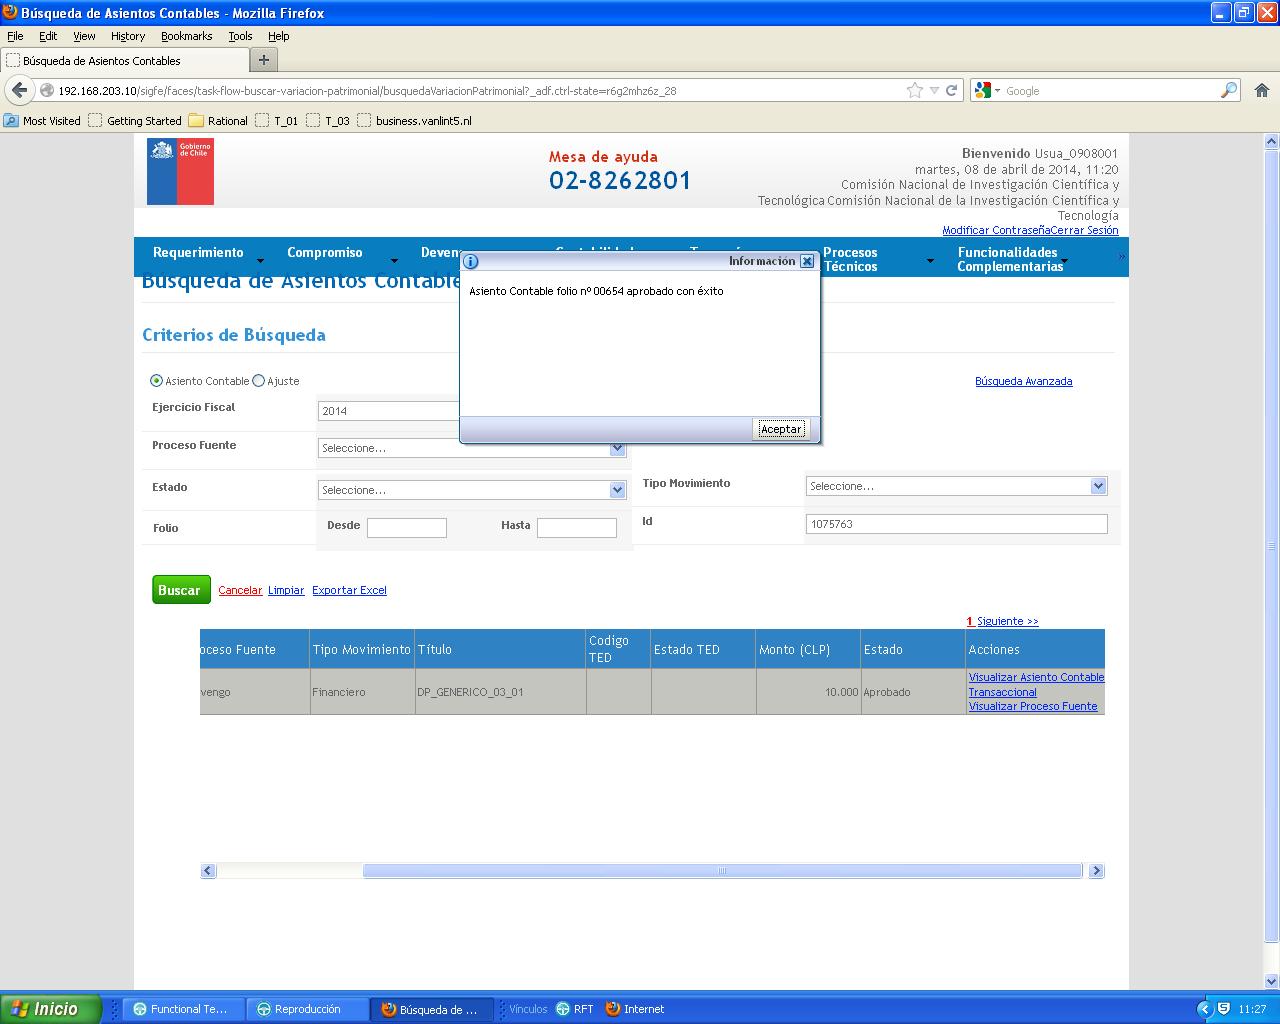 Búsqueda de Asientos Contables - Mozilla Firefox
File Edit View History Bookmarks Tools Help
Búsqueda de Asientos Contables
192.168.203.10/sigfe/faces/task-flow-buscar-variacion-patrimonial/busquedaVariacionPatrimonial?_adf.ctrl-state=r6g2mhz6z_28
Google
Most Visited Getting Started Rational T_01 T_03 business.vanlint5.nl
Gobierno
de Chile
Mesa de ayuda
02-8262801
Bienvenido Usua_0908001
martes, 08 de abril de 2014, 11:20
Comisión Nacional de Investigación Científica y
Tecnológica Comisión Nacional de la Investigación Científica y
Tecnología
Modificar Contraseña Cerrar Sesión
Requerimiento Compromiso Deven Procesos Técnicos Funcionalidades Complementarias »
Búsqueda de Asientos Contable
Información
Asiento Contable folio nº 00654 aprobado con éxito
Aceptar
Criterios de Búsqueda
Asiento Contable Ajuste
Búsqueda Avanzada
Ejercicio Fiscal 2014
Proceso Fuente Seleccione...
Estado Seleccione... Tipo Movimiento Seleccione...
Folio Desde Hasta Id 1075763
Buscar Cancelar Limpiar Exportar Excel
1 Siguiente >>
oceso Fuente Tipo Movimiento Título Codigo TED Estado TED Monto (CLP) Estado Acciones
vengo Financiero DP_GENERICO_03_01 10.000 Aprobado Visualizar Asiento Contable
Transaccional
Visualizar Proceso Fuente
Inicio Functional Te... Reproducción Búsqueda de ... Vínculos RFT Internet 11:27